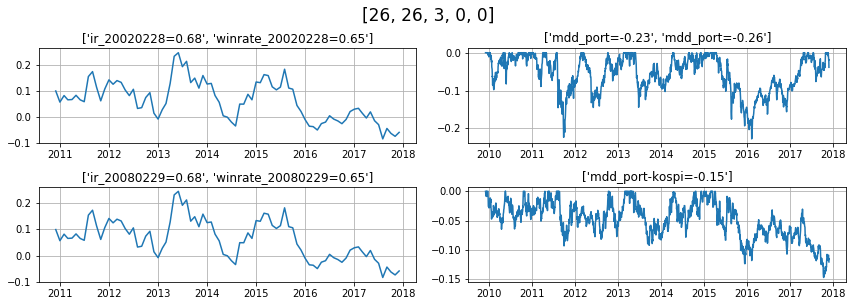 [26, 26, 3, 0, 0]
['ir_20020228=0.68', 'winrate_20020228=0.65']
0.2
0.1
0.0
−0.1
2011 2012 2013 2014 2015 2016 2017 2018
['mdd_port=-0.23', 'mdd_port=-0.26']
0.0
−0.1
−0.2
2010 2011 2012 2013 2014 2015 2016 2017 2018
['ir_20080229=0.68', 'winrate_20080229=0.65']
0.2
0.1
0.0
−0.1
2011 2012 2013 2014 2015 2016 2017 2018
['mdd_port-kospi=-0.15']
0.00
−0.05
−0.10
−0.15
2010 2011 2012 2013 2014 2015 2016 2017 2018